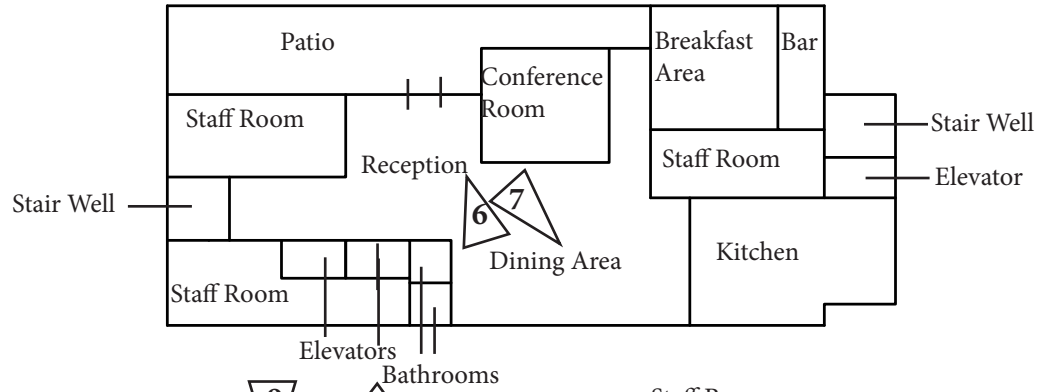 Patio
Breakfast
Area
Bar
Conference
Room
Staff Room
Stair Well
Reception
Staff Room
Elevator
Stair Well
6
7
Dining Area
Kitchen
Staff Room
Elevators
Bathrooms